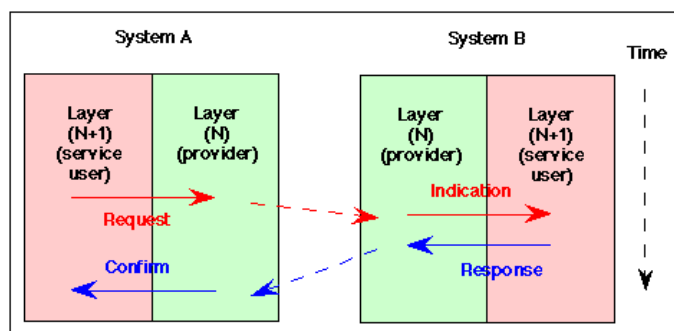 System A
System B
Time
Layer
(N+1)
(service
user)
Layer
(N)
(provider)
Layer
(N)
(provider)
Layer
(N+1)
(service
user)
Request
Indication
Confirm
Response